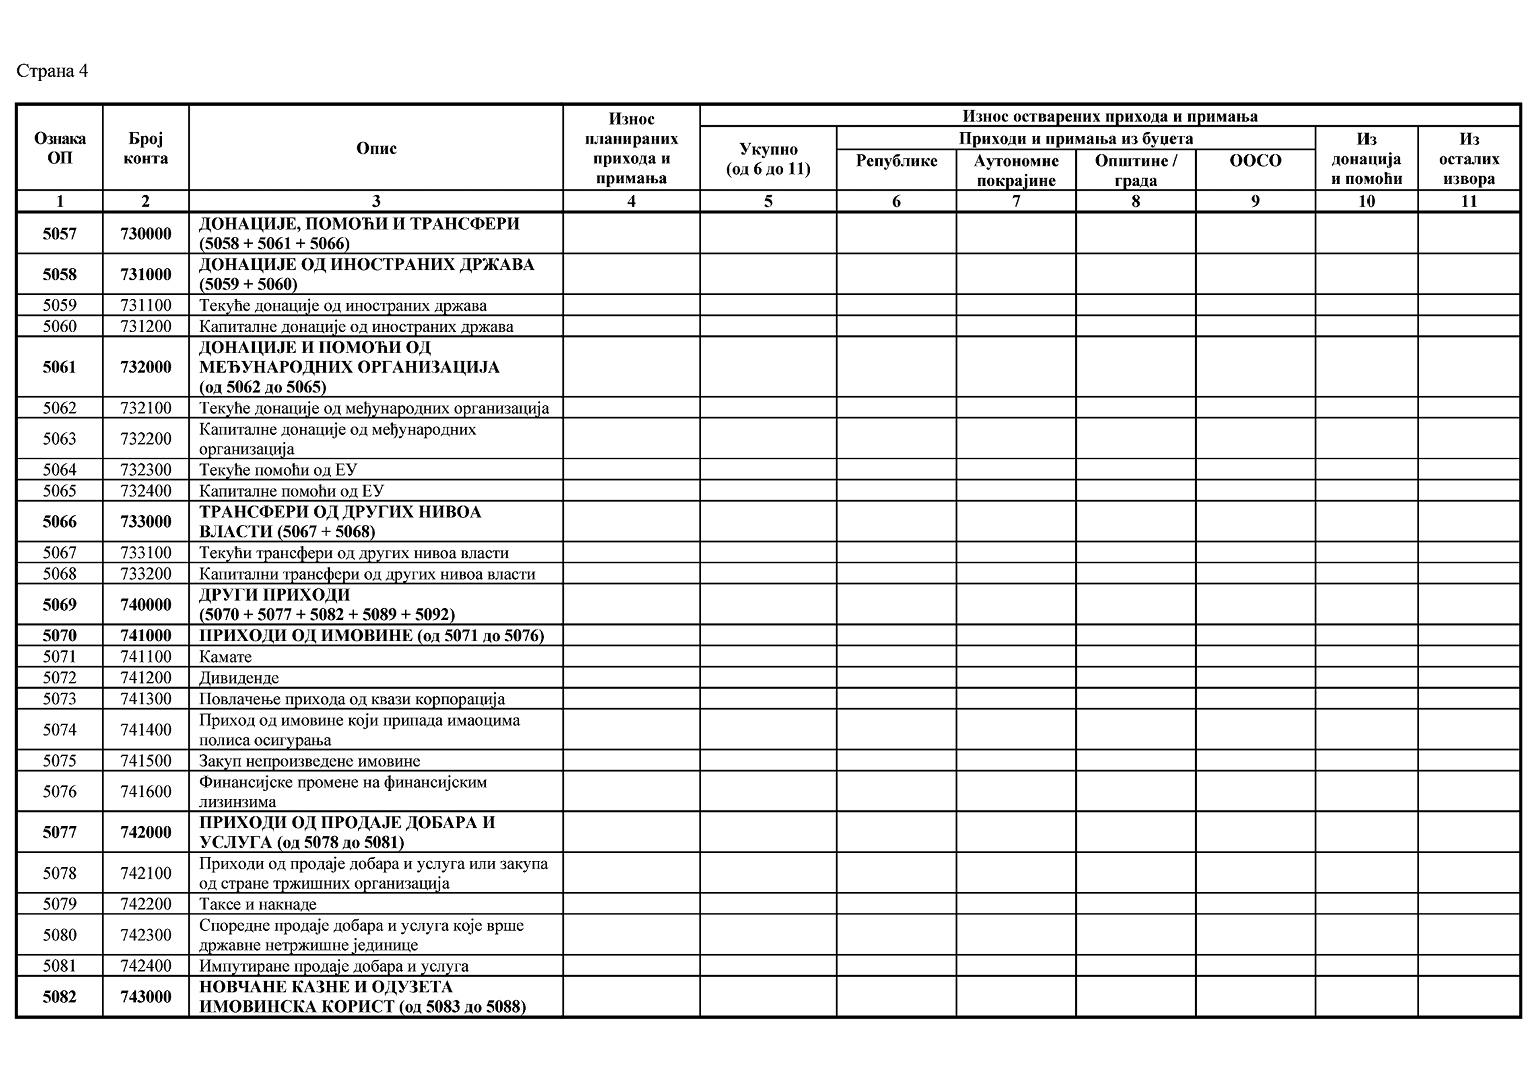 Страна 4
Ознака ОП
Број конта
Опис
Износ планираних прихода и примања
Износ остварених прихода и примања
Укупно (од 6 до 11)
Приходи и примања из буџета
Републике
Аутономне покрајине
Општине / града
ООСО
Из донација и помоћи
Из осталих извора
1 2 3 4 5 6 7 8 9 10 11
5057 730000 ДОНАЦИЈЕ, ПОМОЋИ И ТРАНСФЕРИ
(5058 + 5061 + 5066)
5058 731000 ДОНАЦИЈЕ ОД ИНОСТРАНИХ ДРЖАВА
(5059 + 5060)
5059 731100 Текуће донације од иностраних држава
5060 731200 Капиталне донације од иностраних држава
5061 732000 ДОНАЦИЈЕ И ПОМОЋИ ОД
МЕЂУНАРОДНИХ ОРГАНИЗАЦИЈА
(од 5062 до 5065)
5062 732100 Текуће донације од међународних организација
5063 732200 Капиталне донације од међународних
организација
5064 732300 Текуће помоћи од ЕУ
5065 732400 Капиталне помоћи од ЕУ
5066 733000 ТРАНСФЕРИ ОД ДРУГИХ НИВОА
ВЛАСТИ (5067 + 5068)
5067 733100 Текући трансфери од других нивоа власти
5068 733200 Капитални трансфери од других нивоа власти
5069 740000 ДРУГИ ПРИХОДИ
(5070 + 5077 + 5082 + 5089 + 5092)
5070 741000 ПРИХОДИ ОД ИМОВИНЕ (од 5071 до 5076)
5071 741100 Камате
5072 741200 Дивиденде
5073 741300 Повлачење прихода од квази корпорација
5074 741400 Приход од имовине који припада имаоцима
полиса осигурања
5075 741500 Закуп непроизведене имовине
5076 741600 Финансијске промене на финансијским
лизинзима
5077 742000 ПРИХОДИ ОД ПРОДАЈЕ ДОБАРА И
УСЛУГА (од 5078 до 5081)
5078 742100 Приходи од продаје добара и услуга или закупа
од стране тржишних организација
5079 742200 Таксе и накнаде
5080 742300 Споредне продаје добара и услуга које врше
државне нетржишне јединице
5081 742400 Импутиране продаје добара и услуга
5082 743000 НОВЧАНЕ КАЗНЕ И ОДУЗЕТА
ИМОВИНСКА КОРИСТ (од 5083 до 5088)